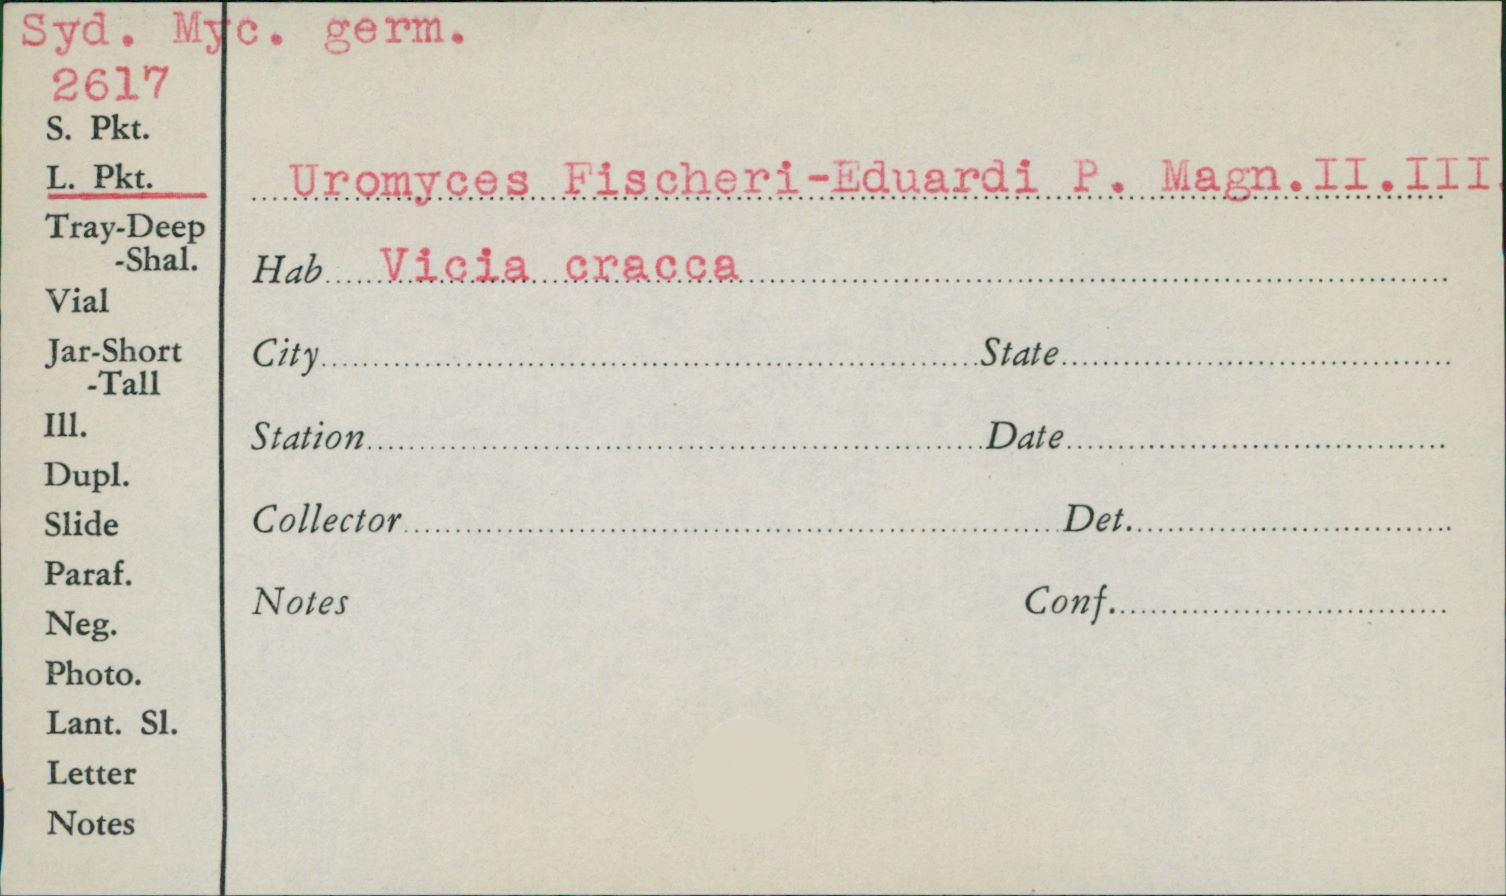 Syd. Myc. germ.
2617
S. Pkt.
L. Pkt.
Tray-Deep
-Shal.
Vial
Jar-Short
-Tall
Ill.
Dupl.
Slide
Paraf.
Neg.
Photo.
Lant. Sl.
Letter
Notes
Uromyces Fischeri-Eduardi P. Magn.II.III.
Hab Vicia cracca
City State
Station Date
Collector Det.
Notes Conf.